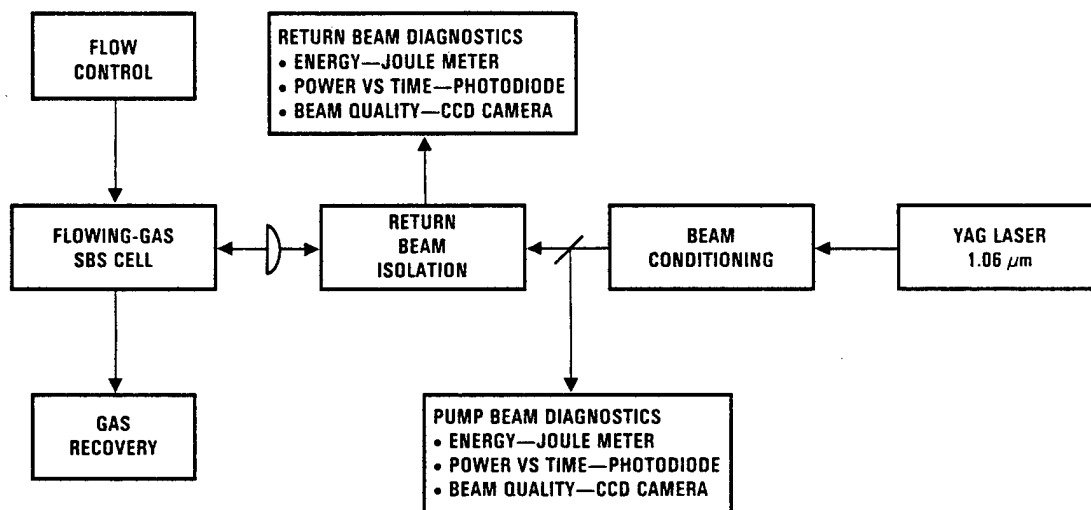 FLOW
CONTROL
RETURN BEAM DIAGNOSTICS
• ENERGY—JOULE METER
• POWER VS TIME—PHOTODIODE
• BEAM QUALITY—CCD CAMERA
FLOWING-GAS
SBS CELL
RETURN
BEAM
ISOLATION
BEAM
CONDITIONING
YAG LASER
1.06 μm
GAS
RECOVERY
PUMP BEAM DIAGNOSTICS
• ENERGY—JOULE METER
• POWER VS TIME—PHOTODIODE
• BEAM QUALITY—CCD CAMERA